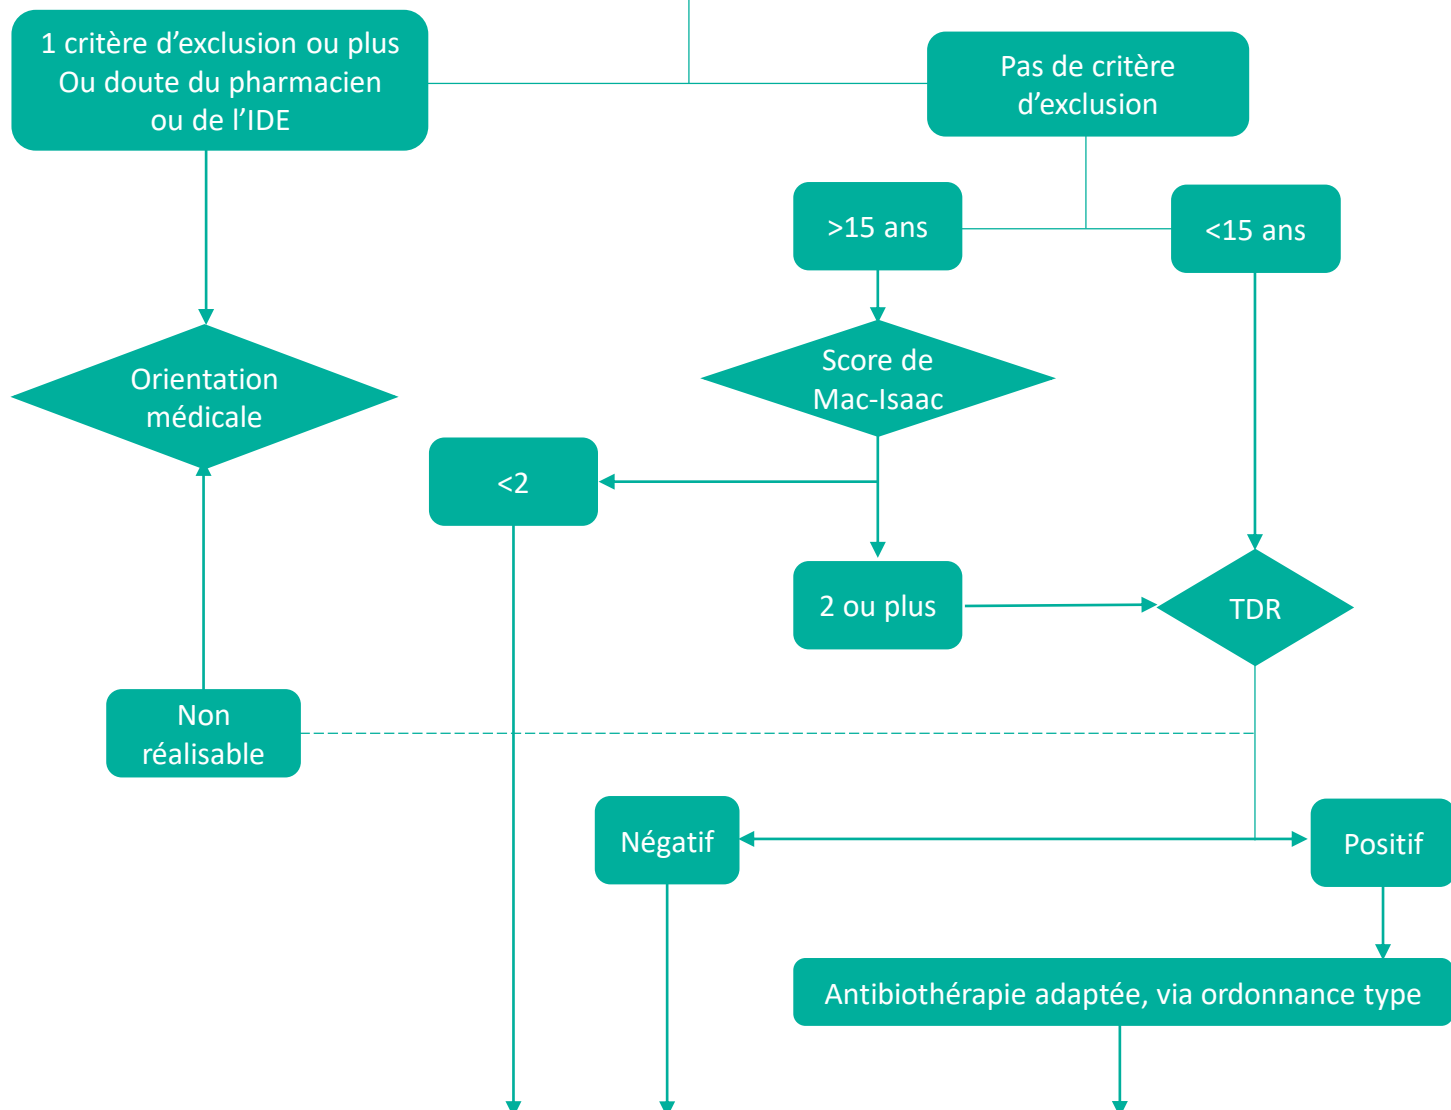 1 critère d'exclusion ou plus
Ou doute du pharmacien
ou de l'IDE
Pas de critère
d'exclusion
>15 ans
<15 ans
Score de
Mac-Isaac
Orientation
médicale
<2
2 ou plus
TDR
Non
réalisable
Négatif
Positif
Antibiothérapie adaptée, via ordonnance type